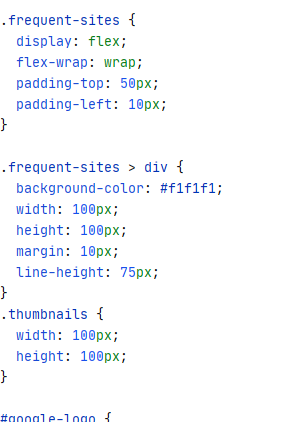 .frequent-sites {
  display: flex;
  flex-wrap: wrap;
  padding-top: 50px;
  padding-left: 10px;
}

.frequent-sites > div {
  background-color: #f1f1f1;
  width: 100px;
  height: 100px;
  margin: 10px;
  line-height: 75px;
}
.thumbnails {
  width: 100px;
  height: 100px;
}

#google-logo {